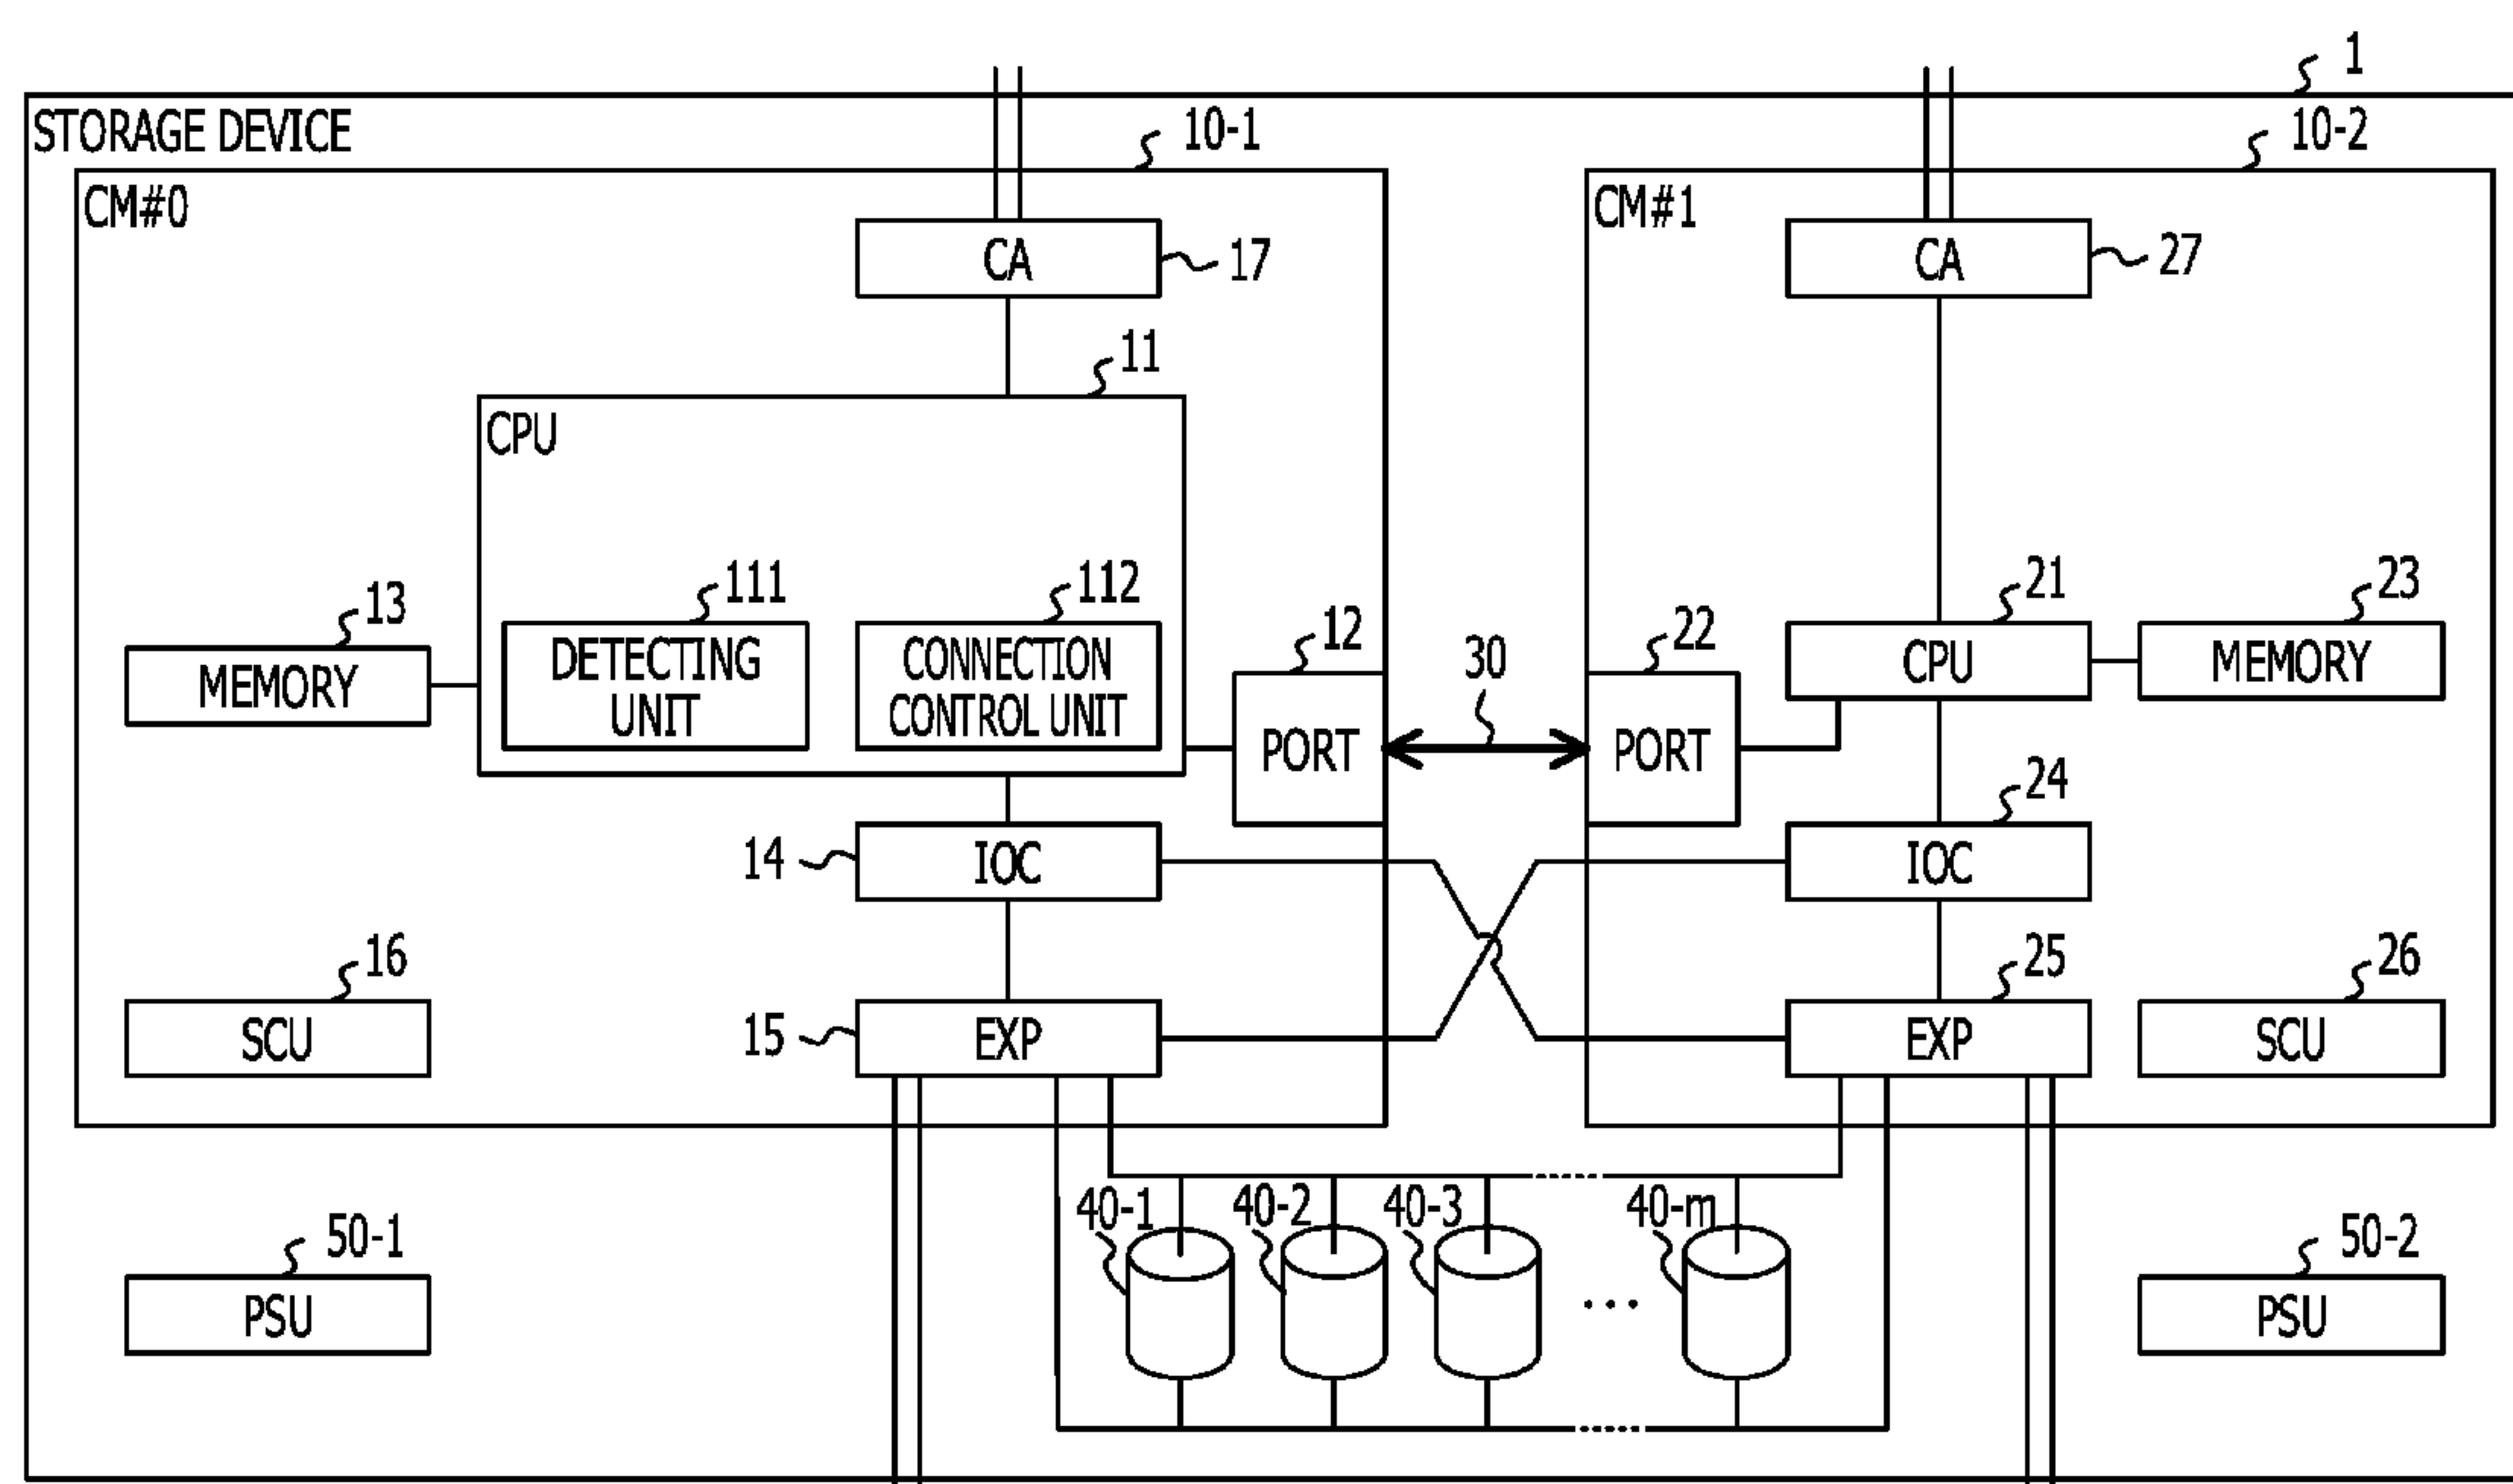 1
STORAGE DEVICE
10-1
10-2
CM#0
CM#1
CA
17
CA
27
11
CPU
111
112
13
12
30
22
21
23
MEMORY
DETECTING
UNIT
CONNECTION
CONTROL UNIT
PORT
PORT
CPU
MEMORY
14
IOC
24
IOC
16
SCU
15
EXP
25
EXP
26
SCU
40-1
40-2
40-3
40-m
...
50-1
PSU
50-2
PSU